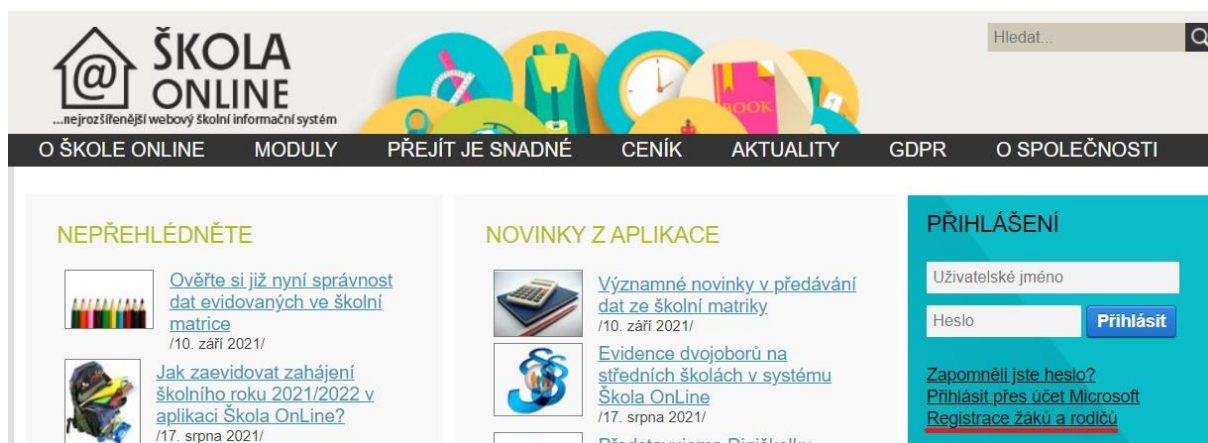 ŠKOLA
ONLINE
...nejrozšířenější webový školní informační systém
BOOK
Hledat...
O ŠKOLE ONLINE MODULY PŘEJÍT JE SNADNÉ CENÍK AKTUALITY GDPR O SPOLEČNOSTI
NEPŘEHLÉDNĚTE
Ověřte si již nyní správnost
dat evidovaných ve školní
matrice
/10. září 2021/
Jak zaevidovat zahájení
školního roku 2021/2022 v
aplikaci Škola OnLine?
/17. srpna 2021/
NOVINKY Z APLIKACE
Významné novinky v předávání
dat ze školní matriky
/10. září 2021/
Evidence dvojoborů na
středních školách v systému
Škola OnLine
/17. srpna 2021/
PŘIHLÁŠENÍ
Uživatelské jméno
Heslo Přihlásit
Zapomněli jste heslo?
Přihlásit přes účet Microsoft
Registrace žáků a rodičů